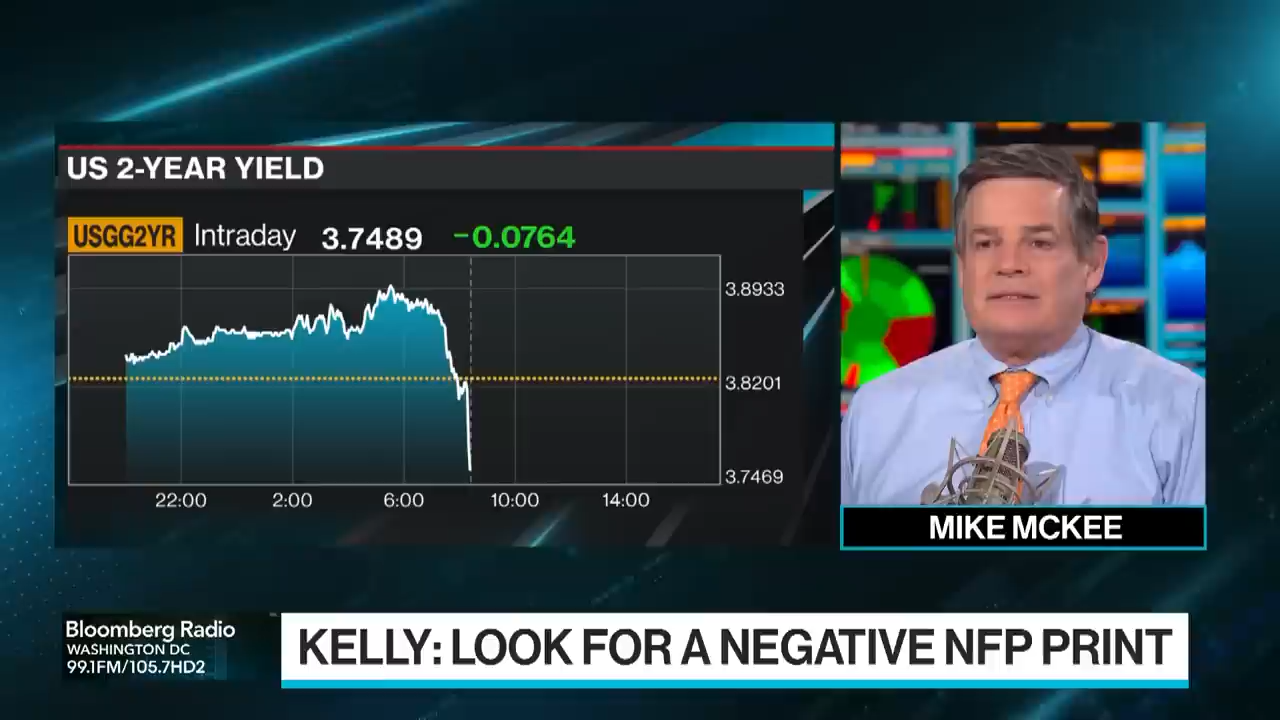 US 2-YEAR YIELD
USGG2YR Intraday 3.7489 -0.0764
3.8933
3.8201
3.7469
22:00 2:00 6:00 10:00 14:00
MIKE MCKEE
Bloomberg Radio
WASHINGTON DC
99.1FM/105.7HD2
KELLY: LOOK FOR A NEGATIVE NFP PRINT